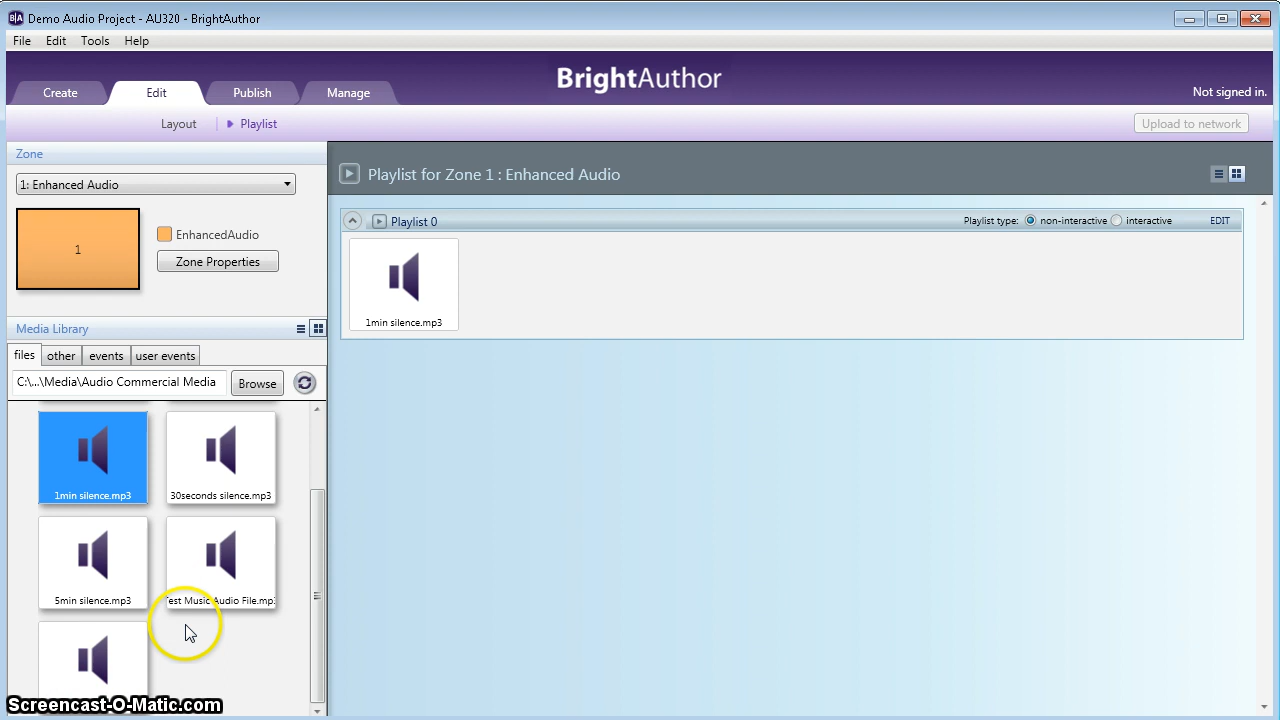 Demo Audio Project - AU320 - BrightAuthor
File Edit Tools Help
BrightAuthor
Create Edit Publish Manage
Not signed in.
Layout Playlist
Upload to network
Zone
1: Enhanced Audio
1
EnhancedAudio
Zone Properties
Playlist for Zone 1 : Enhanced Audio
Playlist 0
Playlist type: non-interactive interactive EDIT
1min silence.mp3
Media Library
files other events user events
C:\...\Media\Audio Commercial Media
Browse
1min silence.mp3 30seconds silence.mp3
5min silence.mp3 Test Music Audio File.mp3
Screencast-O-Matic.com